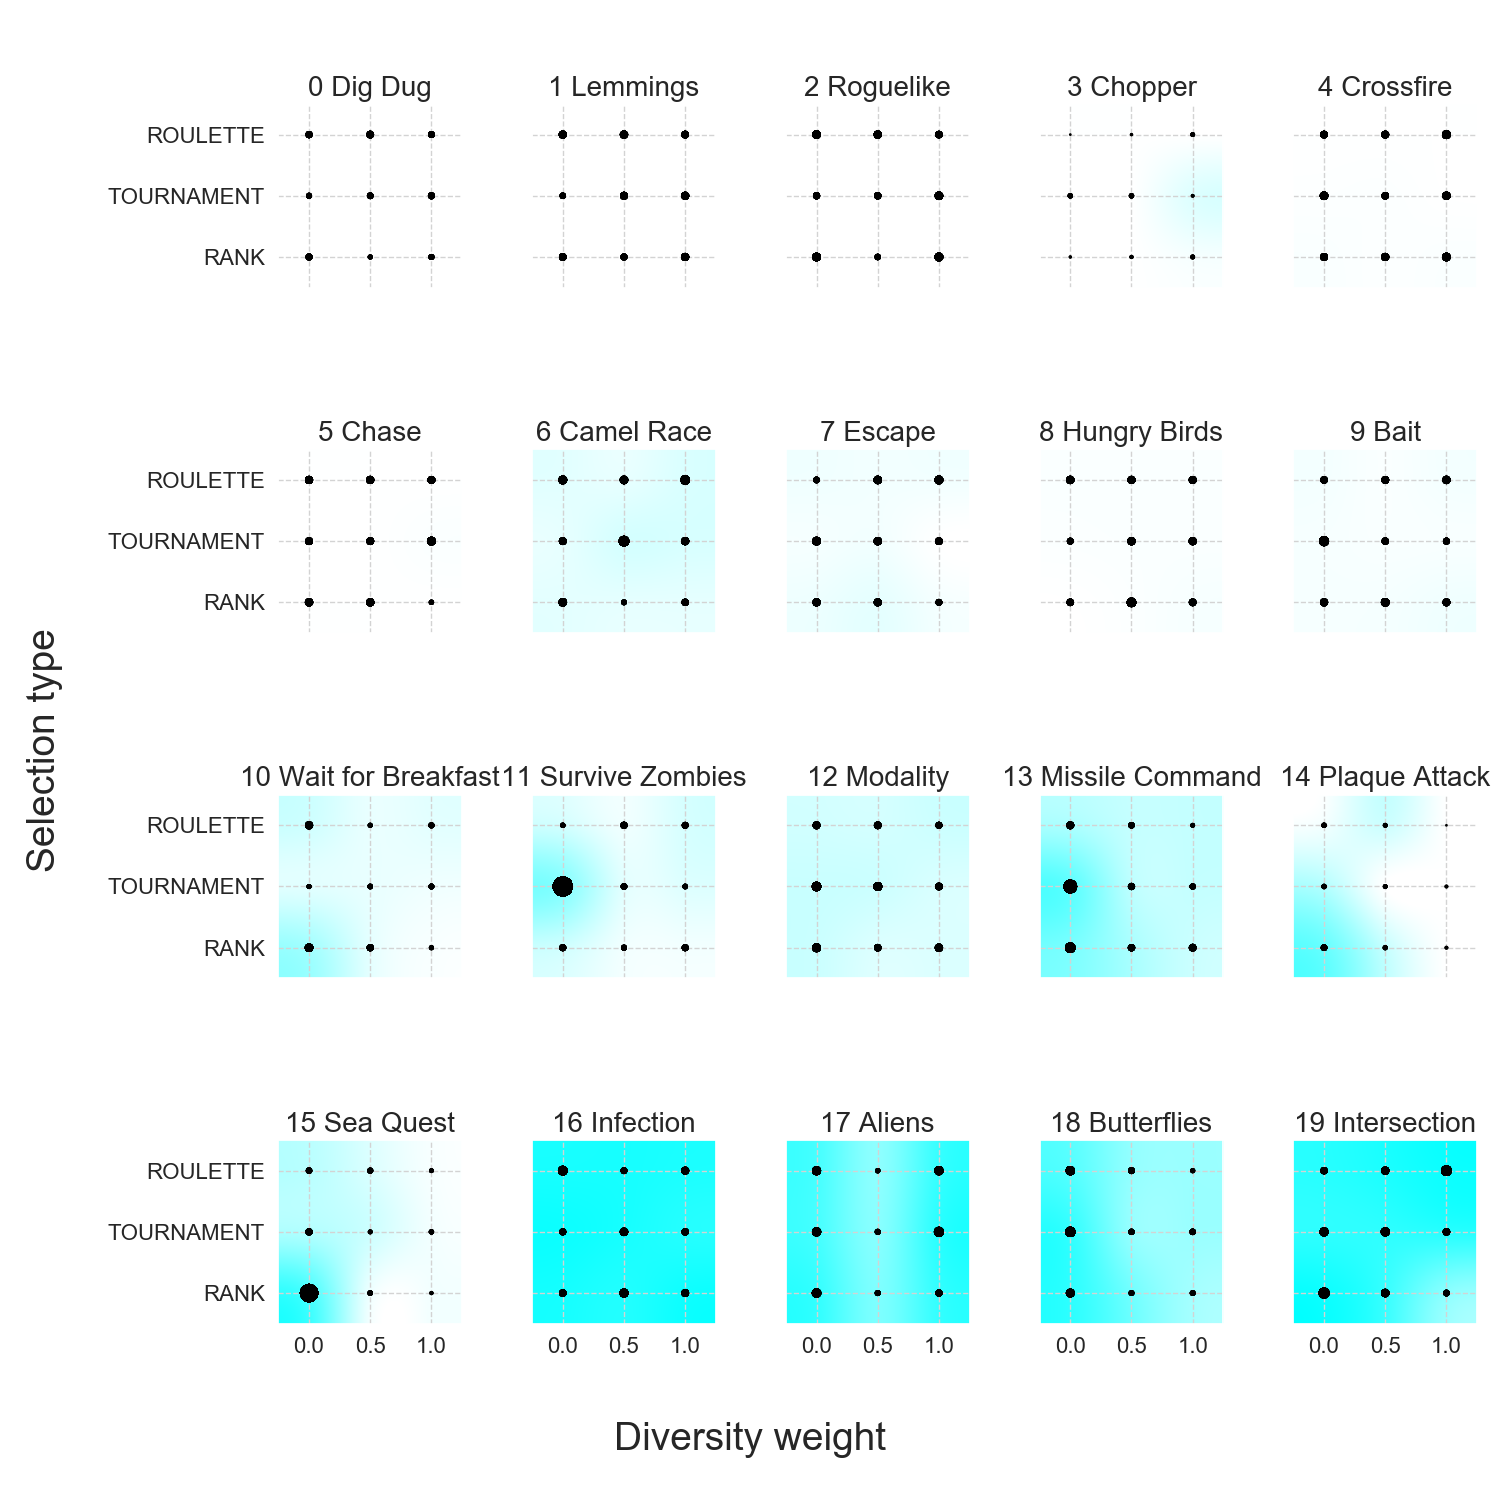 0 Dig Dug
1 Lemmings
2 Roguelike
3 Chopper
4 Crossfire
ROULETTE
TOURNAMENT
RANK
5 Chase
6 Camel Race
7 Escape
8 Hungry Birds
9 Bait
ROULETTE
TOURNAMENT
RANK
Selection type
10 Wait for Breakfast
11 Survive Zombies
12 Modality
13 Missile Command
14 Plaque Attack
ROULETTE
TOURNAMENT
RANK
15 Sea Quest
16 Infection
17 Aliens
18 Butterflies
19 Intersection
ROULETTE
TOURNAMENT
RANK
0.0 0.5 1.0
0.0 0.5 1.0
0.0 0.5 1.0
0.0 0.5 1.0
0.0 0.5 1.0
Diversity weight